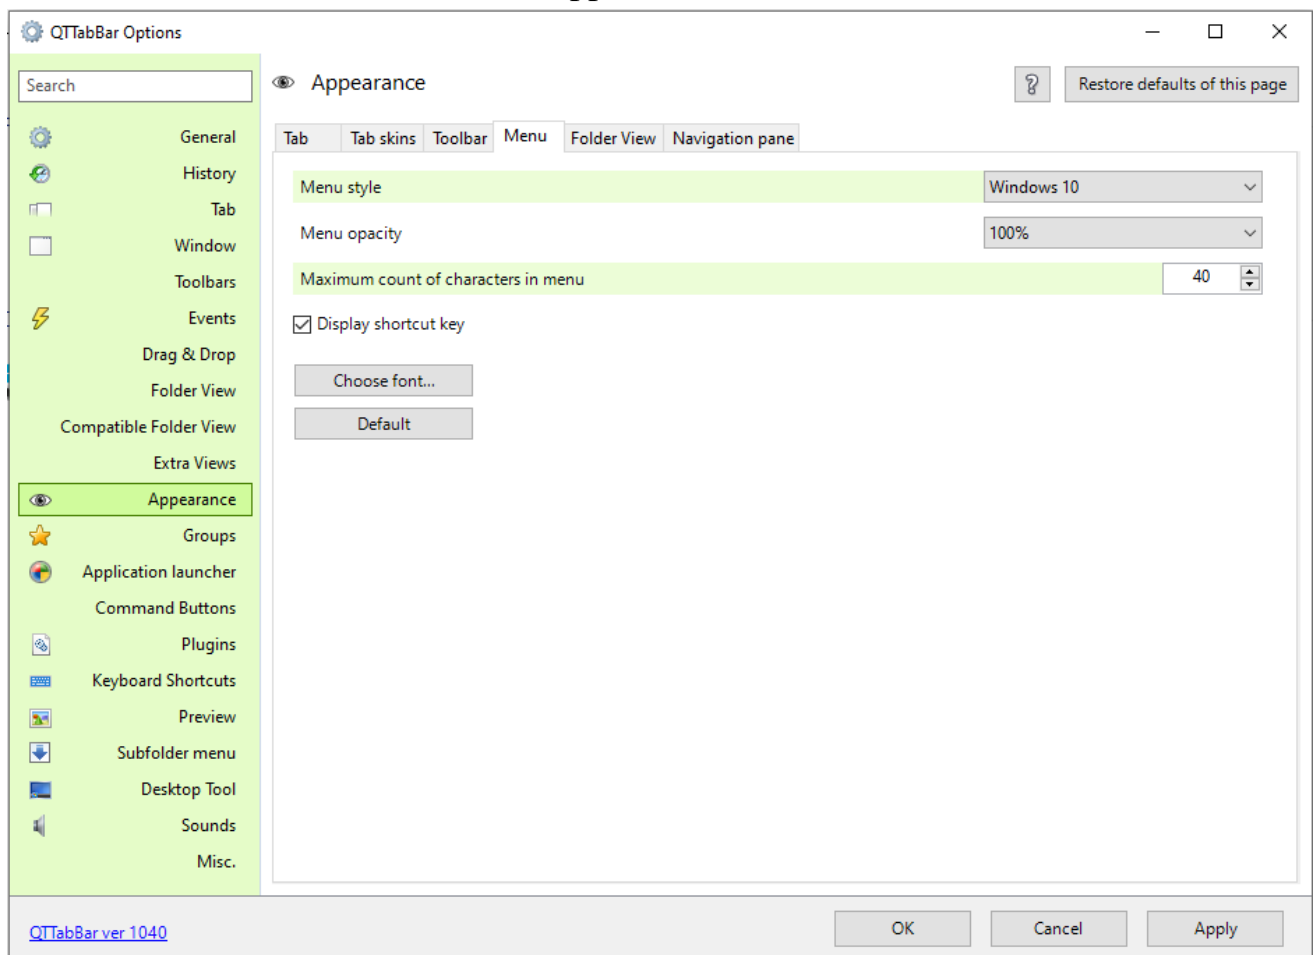 QTTabBar Options
Search
General
History
Tab
Window
Toolbars
Events
Drag & Drop
Folder View
Compatible Folder View
Extra Views
Appearance
Groups
Application launcher
Command Buttons
Plugins
Keyboard Shortcuts
Preview
Subfolder menu
Desktop Tool
Sounds
Misc.
Appearance
? Restore defaults of this page
Tab Tab skins Toolbar Menu Folder View Navigation pane
Menu style Windows 10
Menu opacity 100%
Maximum count of characters in menu 40
Display shortcut key
Choose font...
Default
QTTabBar ver 1040
OK Cancel Apply